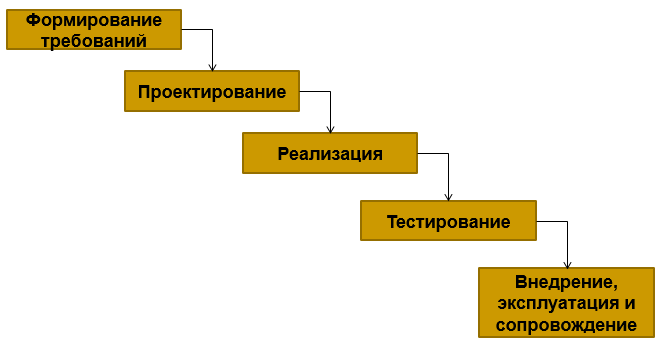 Формирование
требований
Проектирование
Реализация
Тестирование
Внедрение,
эксплуатация и
сопровождение